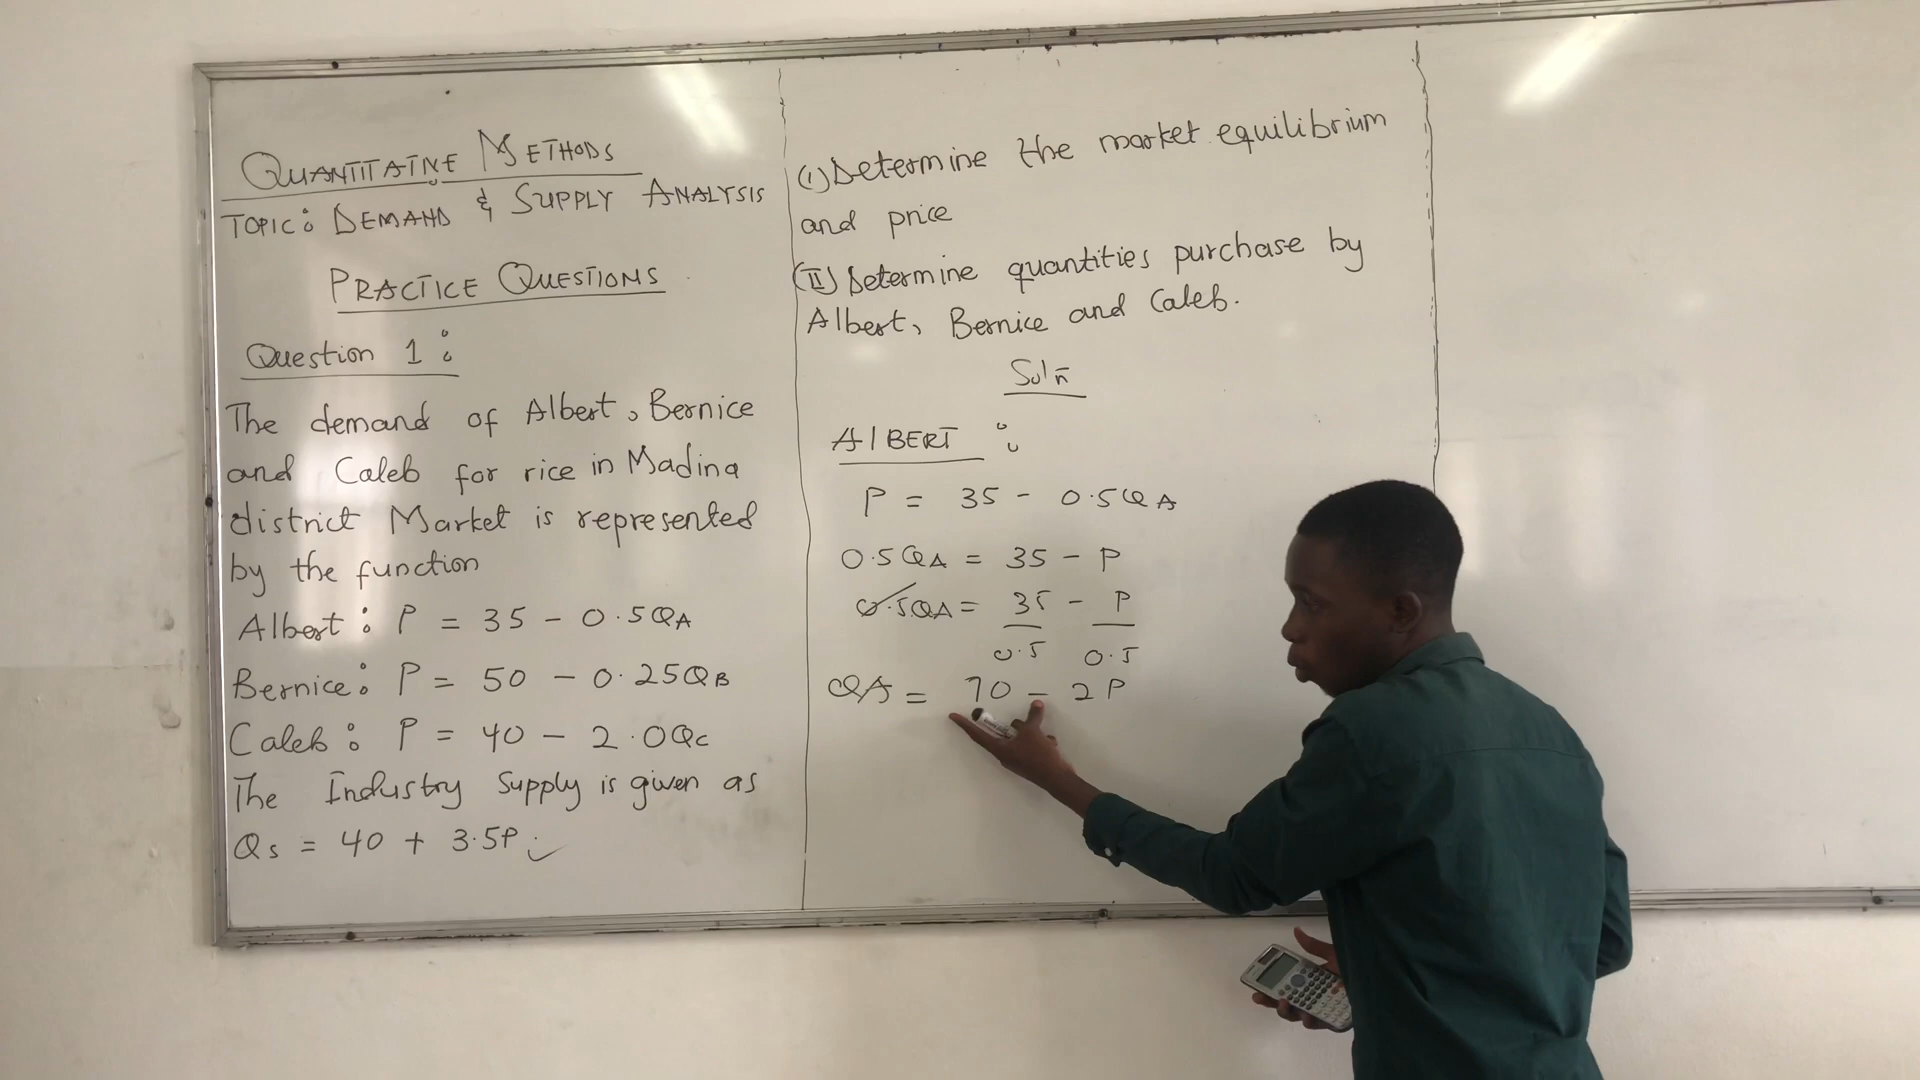 QUANTITATIVE METHODS
TOPIC: DEMAND & SUPPLY ANALYSIS
PRACTICE QUESTIONS
Question 1:
The demand of Albert, Bernice
and Caleb for rice in Madina
district Market is represented
by the function
Albert: P = 35 - 0.5QA
Bernice: P = 50 - 0.25QB
Caleb: P = 40 - 2.0Qc
The Industry Supply is given as
Qs = 40 + 3.5P.
(i) Determine the market equilibrium
and price
(II) Determine quantities purchase by
Albert, Bernice and Caleb.
Soln
AlBERT:
P = 35 - 0.5QA
0.5QA = 35 - P
0.5QA = 35 - P
0.5 0.5
QA = 70 - 2P